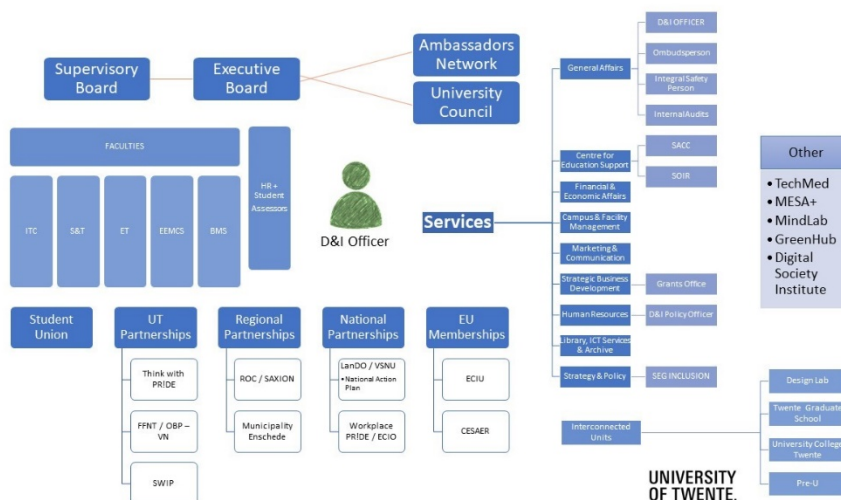 Supervisory
Board
Executive
Board
Ambassadors
Network
University
Council
FACULTIES
ITC
S&T
ET
EEMCS
BMS
HR +
Student
Assessors
D&I Officer
Student
Union
UT
Partnerships
Think with
PR!DE
FFNT / OBP –
VN
SWIP
Regional
Partnerships
ROC / SAXION
Municipality
Enschede
National
Partnerships
LanDO / VSNU
• National Action
Plan
Workplace
PR!DE / ECIO
EU
Memberships
ECIU
CESAER
Services
General Affairs
D&I OFFICER
Ombudsperson
Integral Safety
Person
Internal Audits
Centre for
Education Support
SACC
SOIR
Financial &
Economic Affairs
Campus & Facility
Management
Marketing &
Communication
Strategic Business
Development
Grants Office
Human Resources
D&I Policy Officer
Library, ICT Services
& Archive
Strategy & Policy
SEG INCLUSION
Interconnected
Units
Design Lab
Twente Graduate
School
University College
Twente
Pre-U
Other
• TechMed
• MESA+
• MindLab
• GreenHub
• Digital
Society
Institute
UNIVERSITY
OF TWENTE.